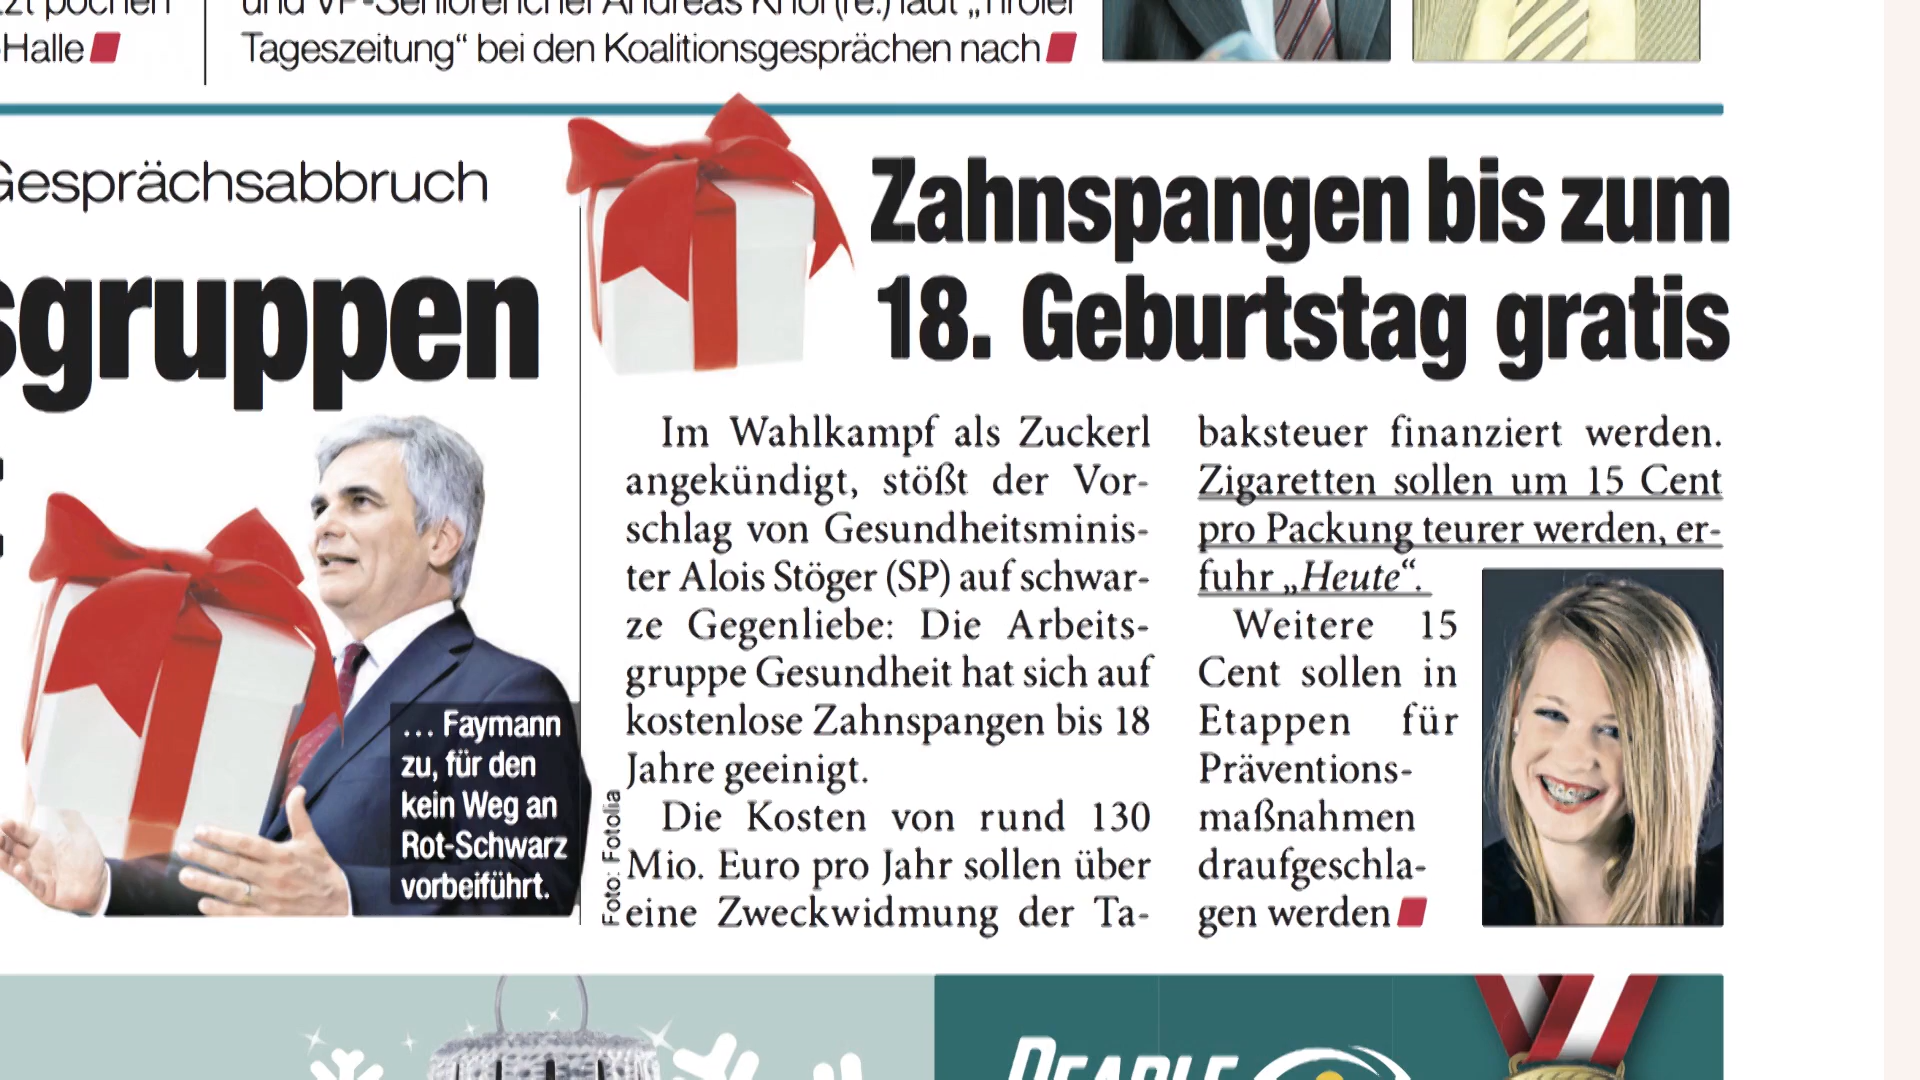 Halle
Tageszeitung“ bei den Koalitionsgesprächen nach
Gesprächsabbruch
sgruppen
… Faymann
zu, für den
kein Weg an
Rot-Schwarz
vorbeiführt.
Zahnspangen bis zum
18. Geburtstag gratis
Im Wahlkampf als Zuckerl
angekündigt, stößt der Vor-
schlag von Gesundheitsminis-
ter Alois Stöger (SP) auf schwar-
ze Gegenliebe: Die Arbeits-
gruppe Gesundheit hat sich auf
kostenlose Zahnspangen bis 18
Jahre geeinigt.
Die Kosten von rund 130
Mio. Euro pro Jahr sollen über
eine Zweckwidmung der Ta-
baksteuer finanziert werden.
Zigaretten sollen um 15 Cent
pro Packung teurer werden, er-
fuhr „Heute“.
Weitere 15
Cent sollen in
Etappen für
Präventions-
maßnahmen
draufgeschla-
gen werden
Foto: Fotolia